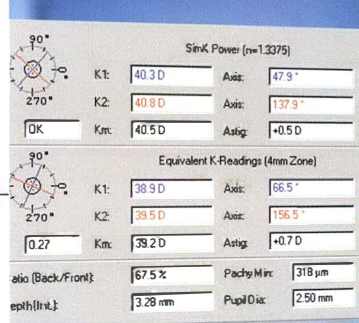 90°
SimK Power (n=1.3375)
0°
K1: 40.3 D Axis: 47.9°
K2: 40.8 D Axis: 137.9°
270°
OK Km: 40.5 D Astig: +0.5 D
90°
Equivalent K-Readings (4mm Zone)
0°
K1: 38.9 D Axis: 66.5°
K2: 39.5 D Axis: 156.5°
270°
0.27 Km: 39.2 D Astig: +0.7 D
atio (Back/Front): 67.5 % Pachy Min: 318 µm
epth(Int.): 3.28 mm Pupil Dia: 2.50 mm